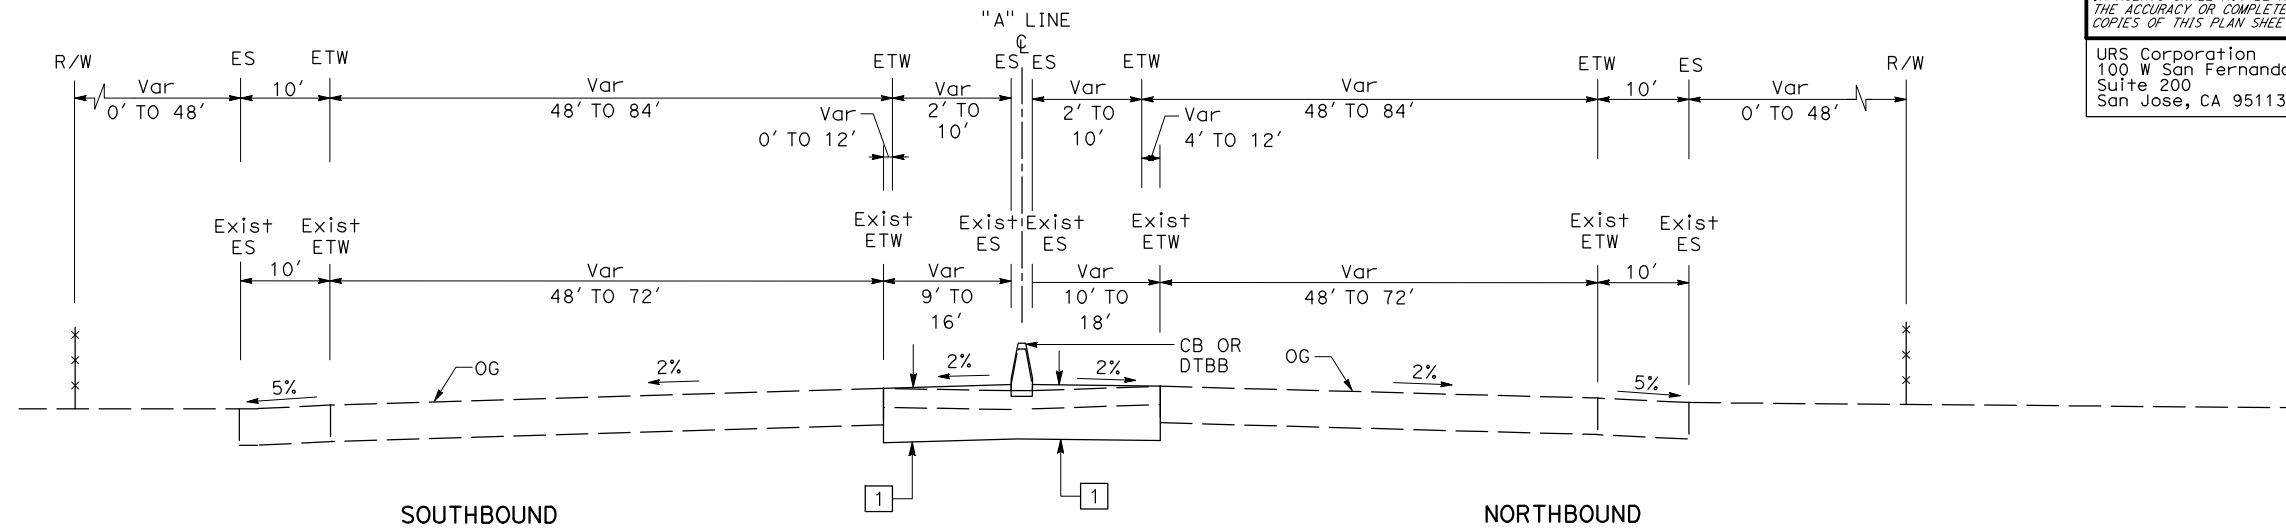 "A" LINE
℄
R/W ES ETW ETW ES ES ETW ETW ES R/W
Var 10' Var Var Var Var 10' Var
0' TO 48' 48' TO 84' 2' TO 2' TO 48' TO 84' 0' TO 48'
10' 10'
Var Var
0' TO 12' 4' TO 12'
Exist Exist Exist Exist Exist Exist Exist Exist
ES ETW ETW ES ES ETW ETW ES
10' Var Var Var Var 10'
48' TO 72' 9' TO 10' TO 48' TO 72'
16' 18'
CB OR
DTBB
OG OG
5% 2% 2% 2% 2% 5%
1 1
SOUTHBOUND NORTHBOUND
THE ACCURACY OR COMPLETE
COPIES OF THIS PLAN SHEE
URS Corporation
100 W San Fernando
Suite 200
San Jose, CA 95113